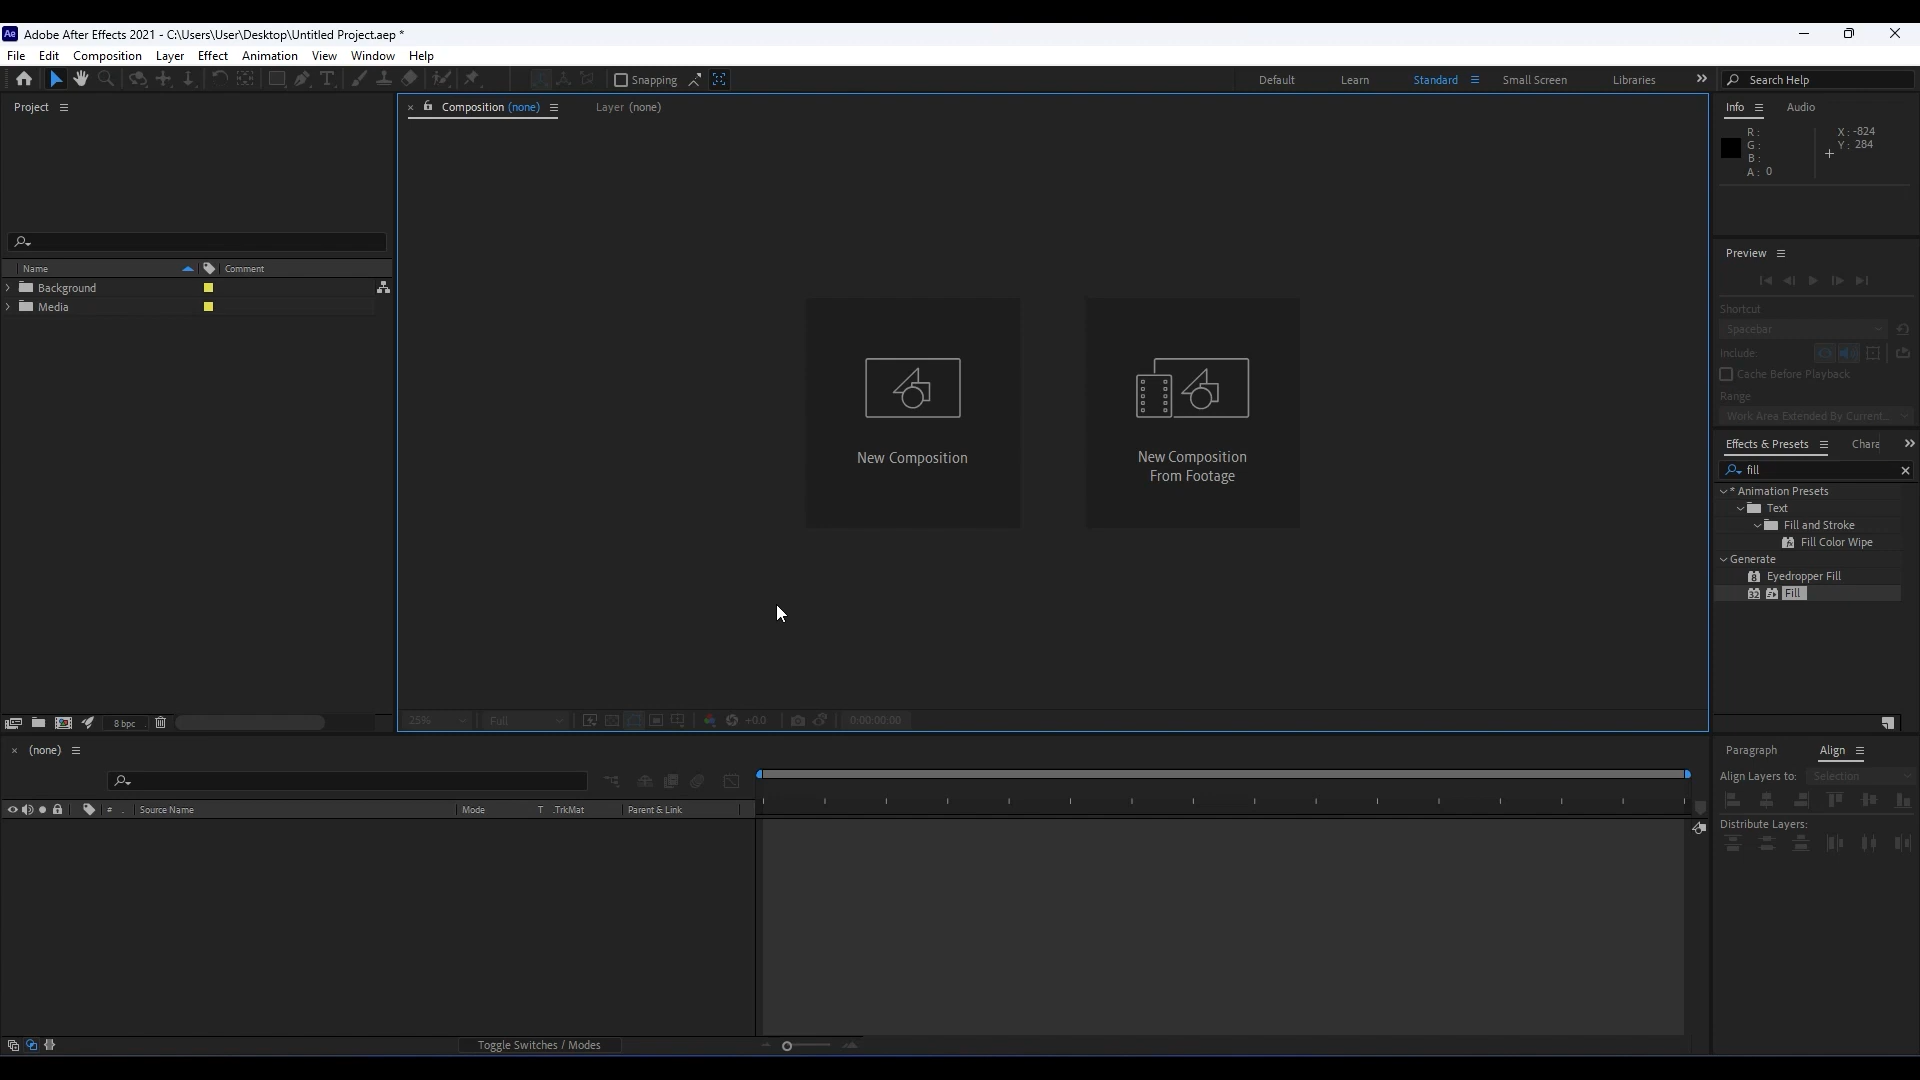 Ae Adobe After Effects 2021 - C:\Users\User\Desktop\Untitled Project.aep *
File Edit Composition Layer Effect Animation View Window Help
Snapping
Default Learn Standard Small Screen Libraries
Search Help
Project
Composition (none)
Layer (none)
Info Audio
R:
G:
B:
A: 0
X: -824
Y: 284
Name Comment
Background
Media
New Composition
New Composition
From Footage
Preview
Shortcut
Spacebar
Include:
Cache Before Playback
Range
Work Area Extended By Current...
Effects & Presets Chara
fill
* Animation Presets
Text
Fill and Stroke
Fill Color Wipe
Generate
Eyedropper Fill
32 Fill
8 bpc
25% Full +0.0 0:00:00:00
(none)
# Source Name Mode T .TrkMat Parent & Link
Paragraph Align
Align Layers to: Selection
Distribute Layers:
Toggle Switches / Modes